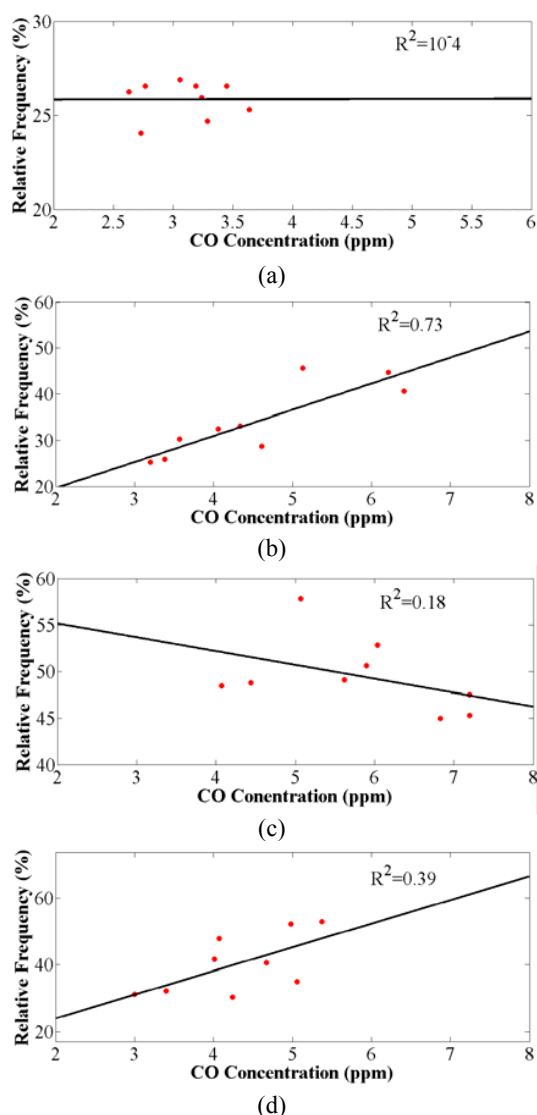 30
R²=10⁻4
25
20
2 2.5 3 3.5 4 4.5 5 5.5 6
Relative Frequency (%)
CO Concentration (ppm)
(a)
60
R²=0.73
50
40
30
20
2 3 4 5 6 7 8
Relative Frequency (%)
CO Concentration (ppm)
(b)
60
R²=0.18
55
50
45
40
2 3 4 5 6 7 8
Relative Frequency (%)
CO Conentration (ppm)
(c)
R²=0.39
60
40
20
2 3 4 5 6 7 8
Relative Frequency (%)
CO Concentration (ppm)
(d)